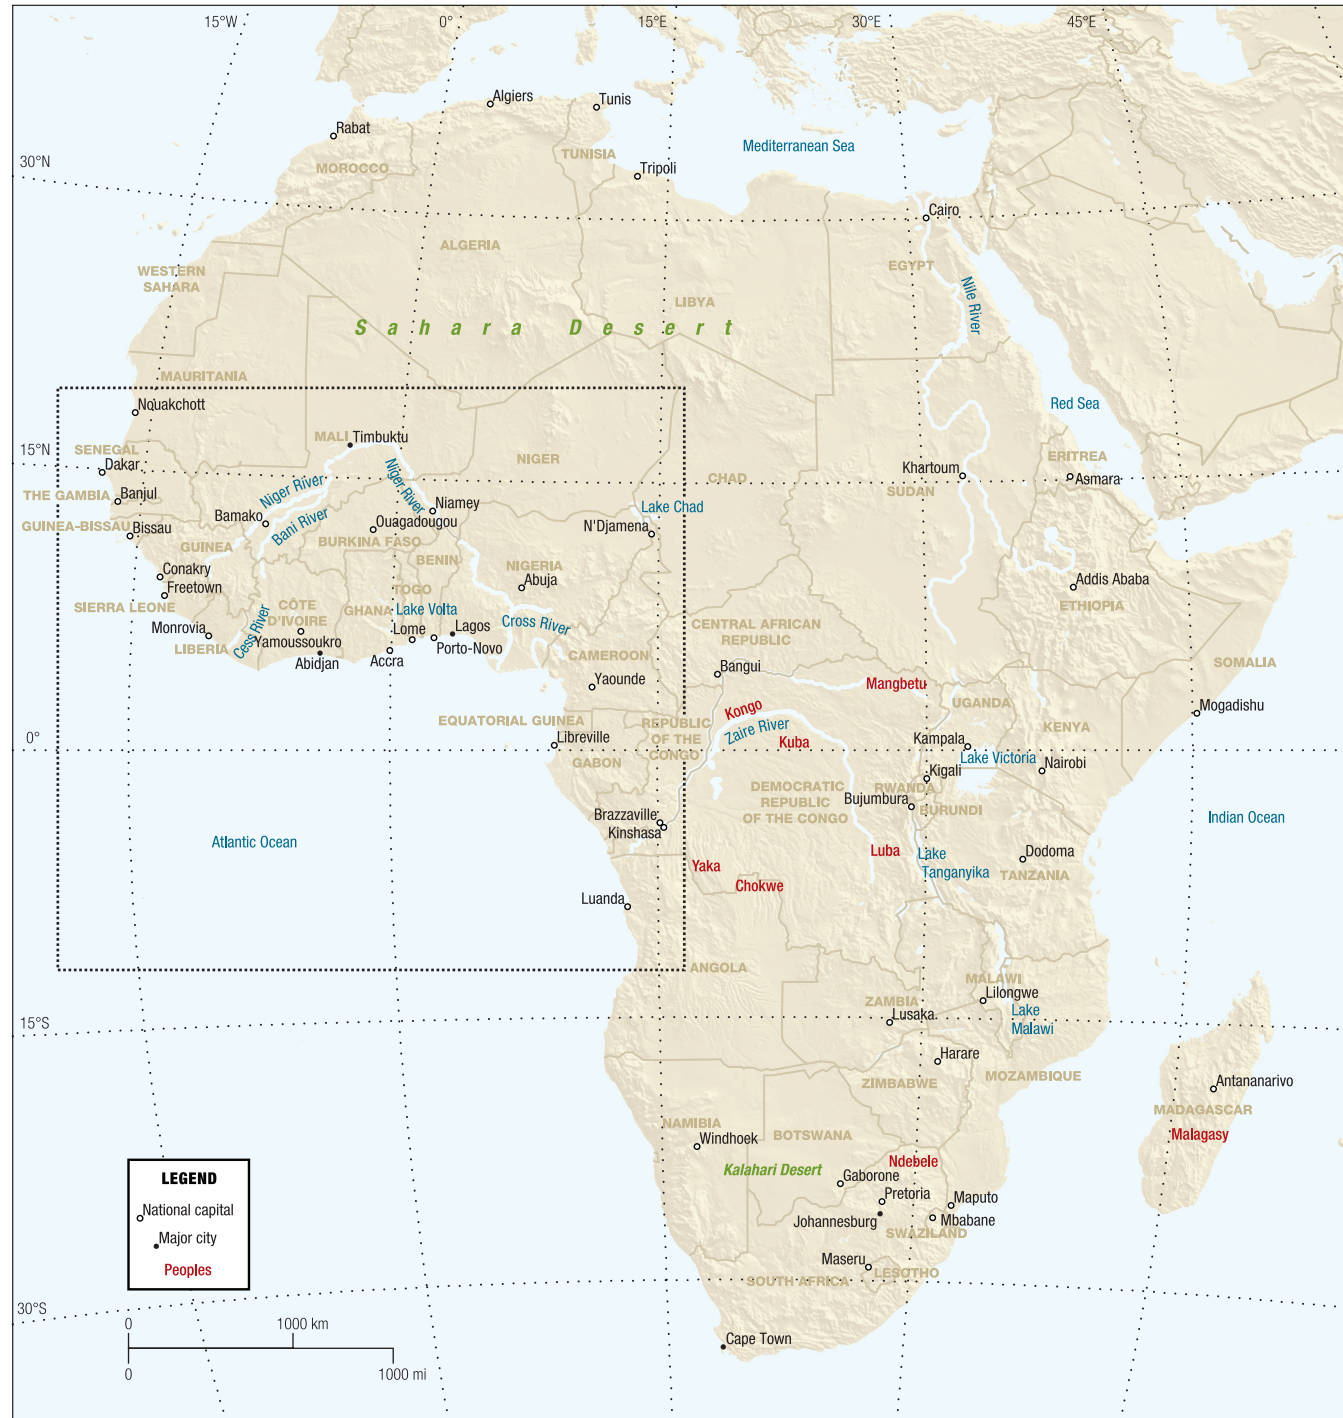 15°W
0°
15°E
30°E
45°E
Algiers
Tunis
Rabat
Mediterranean Sea
TUNISIA
30°N
MOROCCO
Tripoli
Cairo
ALGERIA
EGYPT
WESTERN
SAHARA
LIBYA
Nile River
Sahara Desert
MAURITANIA
Nouakchott
Red Sea
MALI
Timbuktu
15°N
SENEGAL
Dakar
NIGER
CHAD
Khartoum
ERITREA
Asmara
SUDAN
THE GAMBIA
Banjul
Niger River
Niger River
Niamey
Lake Chad
GUINEA-BISSAU
Bissau
Bamako
Bani River
Ouagadougou
BURKINA FASO
N'Djamena
GUINEA
BENIN
NIGERIA
Conakry
Abuja
Addis Ababa
Freetown
TOGO
SIERRA LEONE
CÔTE
D'IVOIRE
GHANA
Lake Volta
ETHIOPIA
Monrovia
Cess River
Yamoussoukro
Lome
Lagos
Cross River
CENTRAL AFRICAN
REPUBLIC
LIBERIA
Abidjan
Accra
Porto-Novo
CAMEROON
SOMALIA
Bangui
Yaounde
Mangbetu
UGANDA
Mogadishu
EQUATORIAL GUINEA
Kongo
REPUBLIC
OF THE
CONGO
Zaire River
KENYA
0°
Libreville
Kuba
Kampala
Lake Victoria
GABON
Nairobi
Kigali
DEMOCRATIC
REPUBLIC
OF THE CONGO
RWANDA
Bujumbura
BURUNDI
Brazzaville
Kinshasa
Indian Ocean
Atlantic Ocean
Luba
Lake
Tanganyika
Dodoma
Yaka
TANZANIA
Chokwe
Luanda
ANGOLA
MALAWI
Lilongwe
ZAMBIA
Lusaka
Lake
Malawi
15°S
Harare
MOZAMBIQUE
ZIMBABWE
Antananarivo
MADAGASCAR
Malagasy
NAMIBIA
BOTSWANA
Windhoek
Kalahari Desert
Ndebele
Gaborone
Pretoria
Maputo
Johannesburg
Mbabane
SWAZILAND
Maseru
LESOTHO
SOUTH AFRICA
30°S
Cape Town
LEGEND
National capital
Major city
Peoples
0
1000 km
0
1000 mi